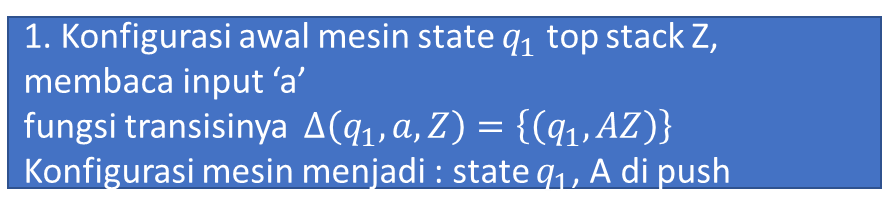 1. Konfigurasi awal mesin state q₁ top stack Z,
membaca input ‘a’
fungsi transisinya Δ(q₁, a, Z) = {(q₁, AZ)}
Konfigurasi mesin menjadi : state q₁, A di push